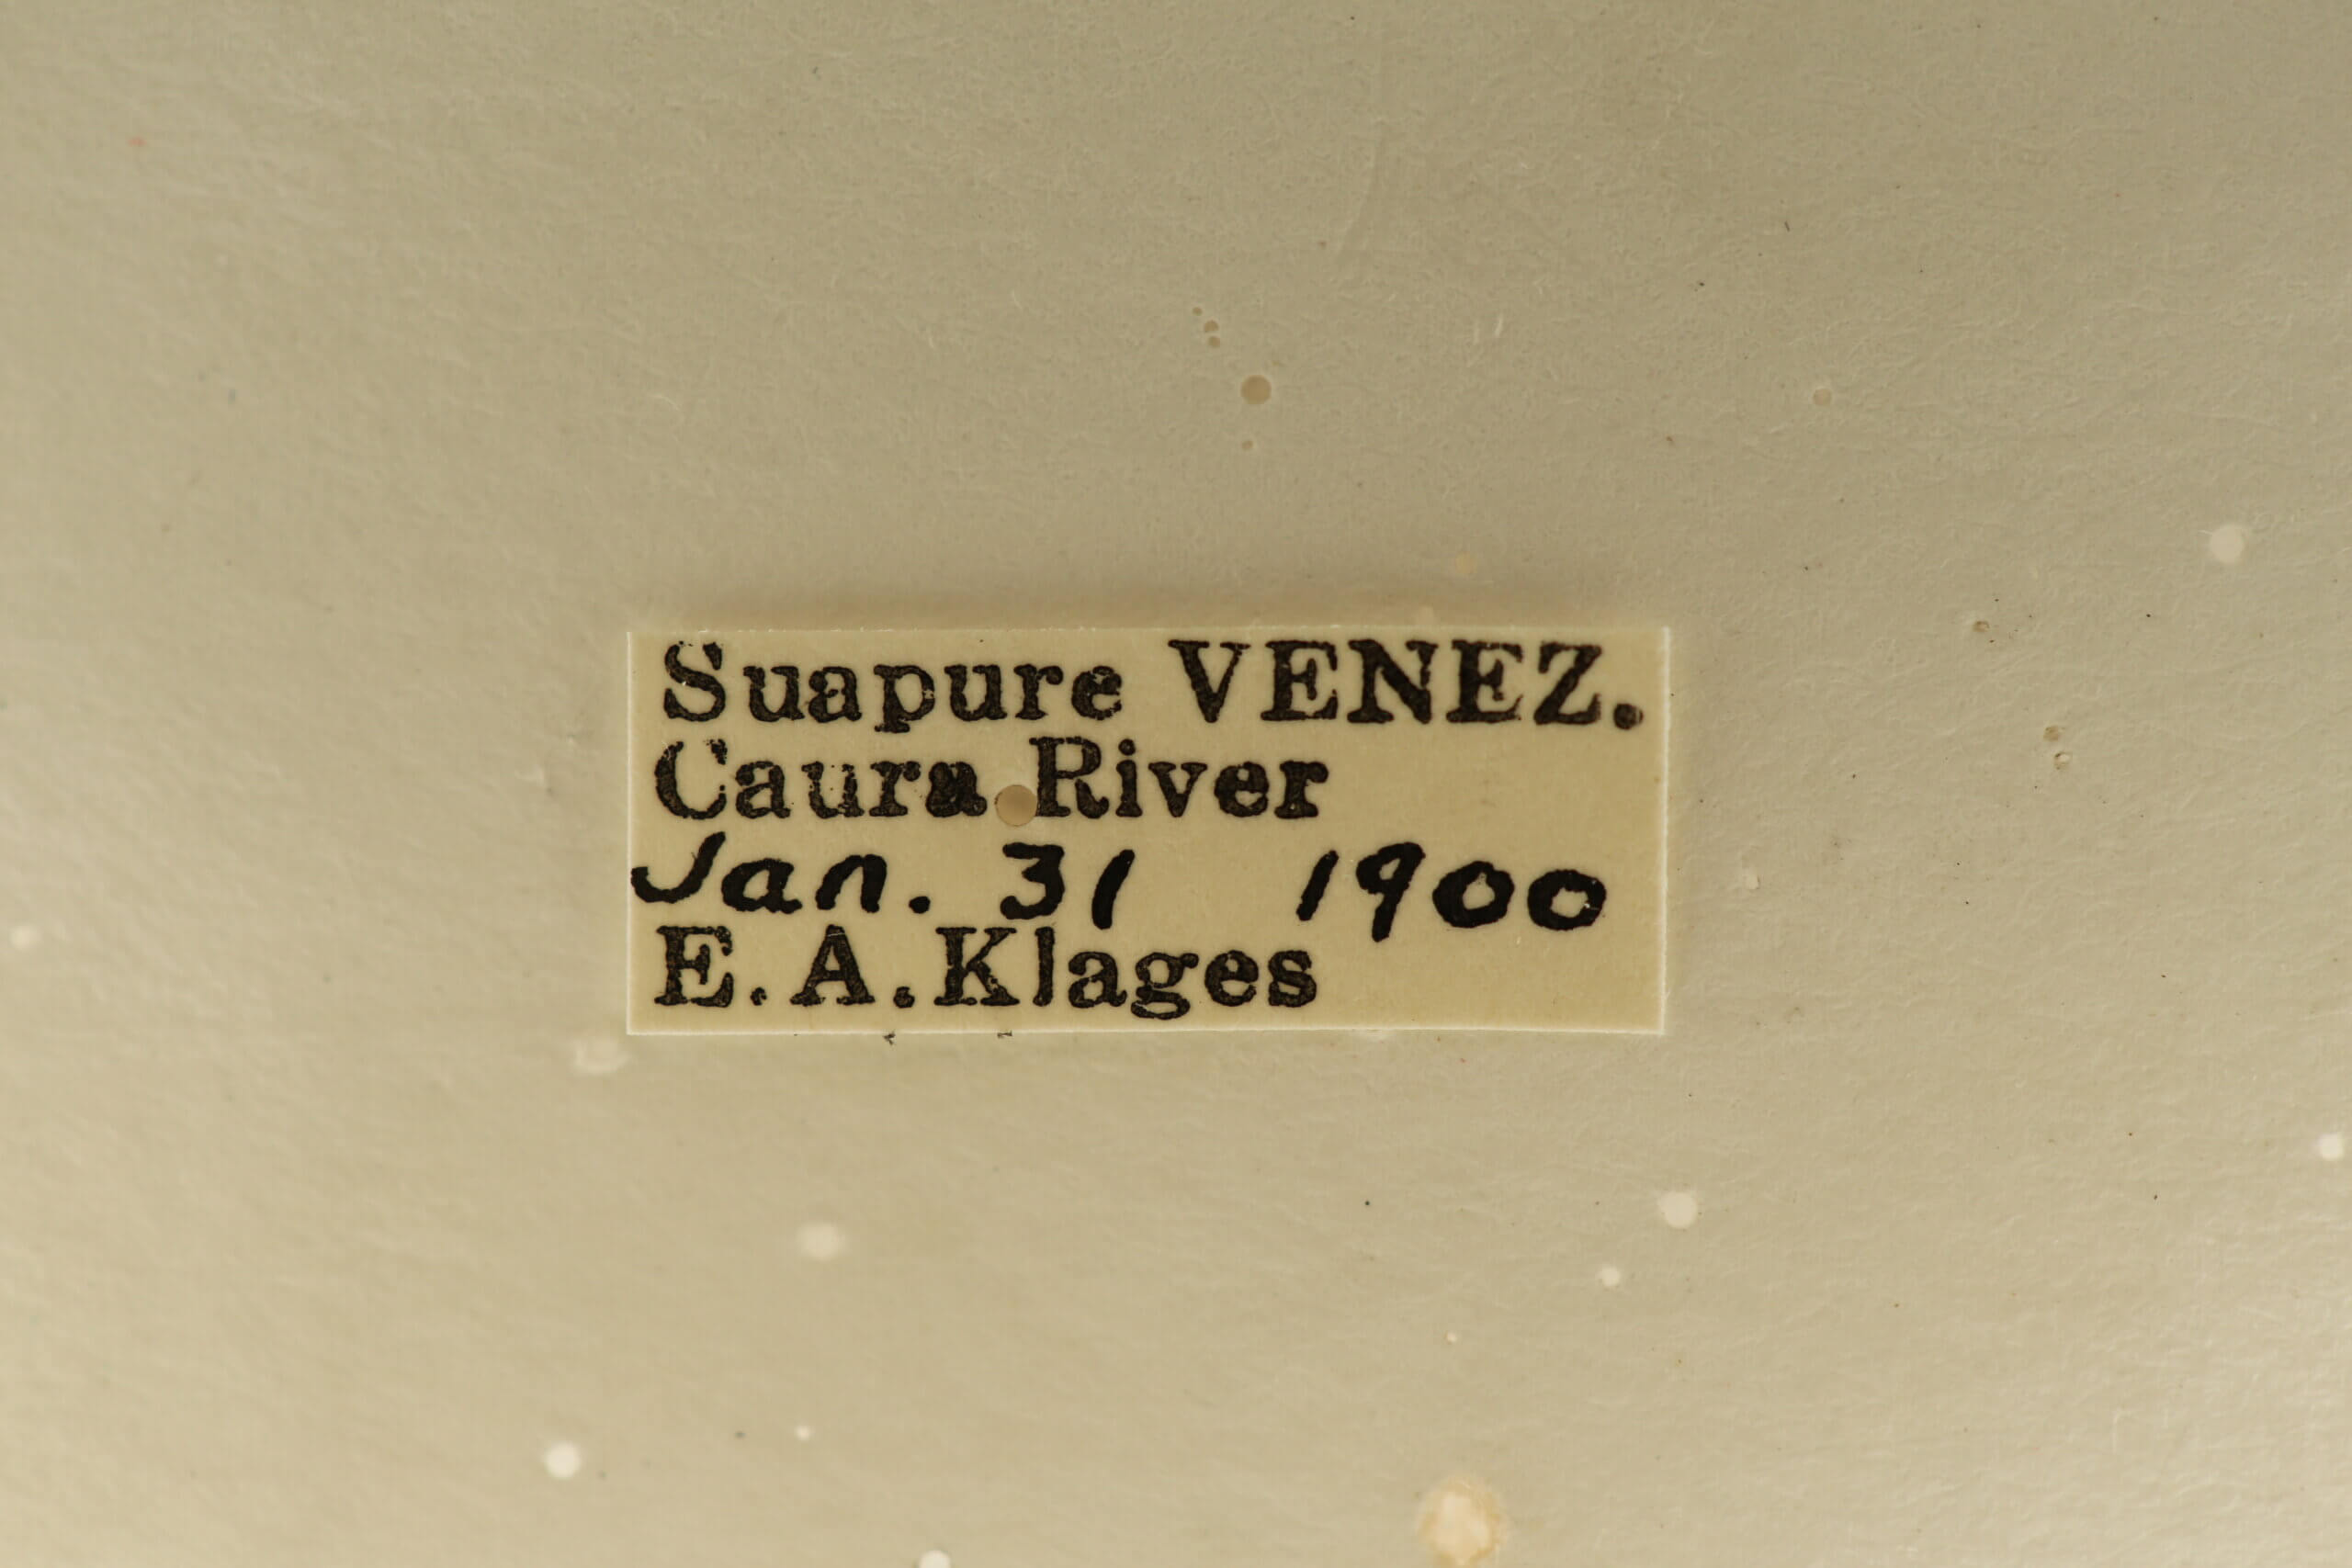 Suapure VENEZ.
Caura River
Jan. 31 1900
E. A. Klages